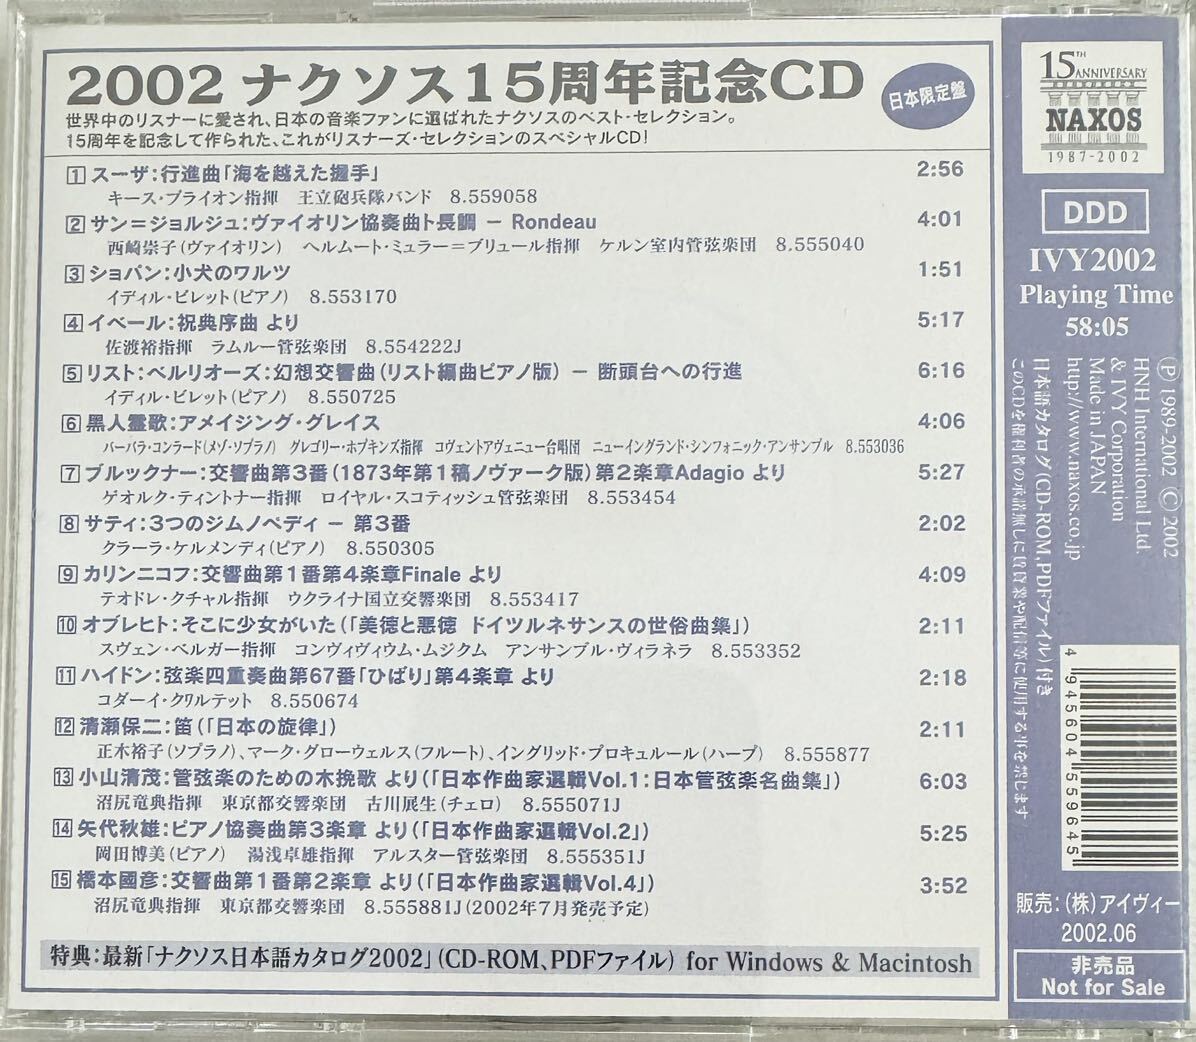 2002 ナクソス15周年記念CD
日本限定盤
世界中のリスナーに愛され、日本の音楽ファンに選ばれたナクソスのベスト・セレクション。
15周年を記念して作られた、これがリスナーズ・セレクションのスペシャルCD!
1 スーザ:行進曲「海を越えた握手」 2:56
キース・ブライオン指揮 王立砲兵隊バンド 8.559058
2 サン=ジョルジュ:ヴァイオリン協奏曲ト長調 − Rondeau 4:01
西崎崇子(ヴァイオリン) ヘルムート・ミュラー=ブリュール指揮 ケルン室内管弦楽団 8.555040
3 ショパン:小犬のワルツ 1:51
イディル・ビレット(ピアノ) 8.553170
4 イベール:祝典序曲 より 5:17
佐渡裕指揮 ラムルー管弦楽団 8.554222J
5 リスト:ベルリオーズ:幻想交響曲(リスト編曲ピアノ版) − 断頭台への行進 6:16
イディル・ビレット(ピアノ) 8.550725
6 黒人霊歌:アメイジング・グレイス 4:06
バーバラ・コンラード(メゾ・ソプラノ) グレゴリー・ホプキンズ指揮 コヴェントアヴェニュー合唱団 ニューイングランド・シンフォニック・アンサンブル 8.553036
7 ブルックナー:交響曲第3番(1873年第1稿ノヴァーク版)第2楽章Adagio より 5:27
ゲオルク・ティントナー指揮 ロイヤル・スコティッシュ管弦楽団 8.553454
8 サティ:3つのジムノペディ − 第3番 2:02
クラーラ・ケルメンディ(ピアノ) 8.550305
9 カリンニコフ:交響曲第1番第4楽章Finale より 4:09
テオドレ・クチャル指揮 ウクライナ国立交響楽団 8.553417
10 オブレヒト:そこに少女がいた(「美徳と悪徳 ドイツルネサンスの世俗曲集」) 2:11
スヴェン・ベルガー指揮 コンヴィヴィウム・ムジクム アンサンブル・ヴィラネラ 8.553352
11 ハイドン:弦楽四重奏曲第67番「ひばり」第4楽章 より 2:18
コダーイ・クヮルテット 8.550674
12 清瀬保二:笛(「日本の旋律」) 2:11
正木裕子(ソプラノ)、マーク・グローウェルス(フルート)、イングリッド・プロキュルール(ハープ) 8.555877
13 小山清茂:管弦楽のための木挽歌 より(「日本作曲家選輯Vol.1:日本管弦楽名曲集」) 6:03
沼尻竜典指揮 東京都交響楽団 古川展生(チェロ) 8.555071J
14 矢代秋雄:ピアノ協奏曲第3楽章 より(「日本作曲家選輯Vol.2」) 5:25
岡田博美(ピアノ) 湯浅卓雄指揮 アルスター管弦楽団 8.555351J
15 橋本國彦:交響曲第1番第2楽章 より(「日本作曲家選輯Vol.4」) 3:52
沼尻竜典指揮 東京都交響楽団 8.555881J(2002年7月発売予定)
特典:最新「ナクソス日本語カタログ2002」(CD-ROM、PDFファイル) for Windows & Macintosh
15TH ANNIVERSARY
NAXOS
1987-2002
DDD
IVY2002
Playing Time
58:05
Ⓟ 1989-2002 Ⓒ 2002
HNH International Ltd.
& IVY Corporation
Made in JAPAN
http://www.naxos.co.jp
日本語カタログ(CD-ROM、PDFファイル)付き
このCDを権利者の承諾無しに賃貸業や配信等に使用する事を禁じます
4945604559645
販売:(株)アイヴィー
2002.06
非売品
Not for Sale